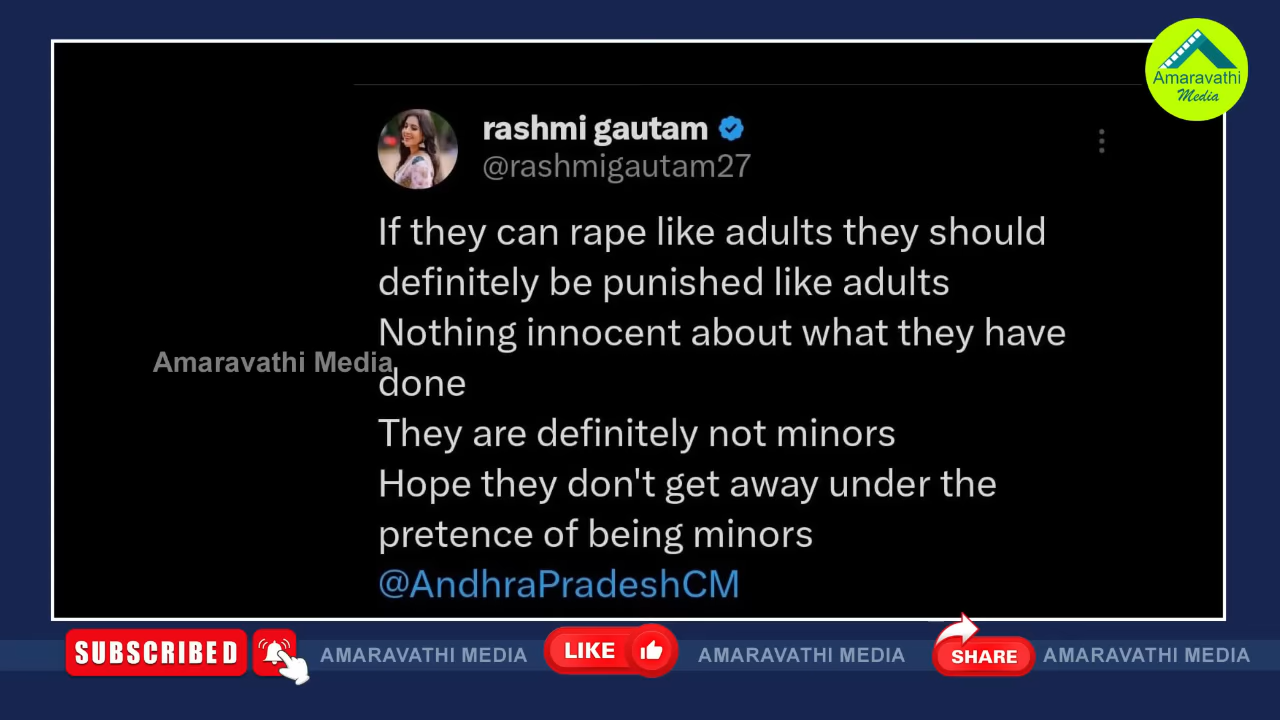 Amaravathi
Media
rashmi gautam
@rashmigautam27
If they can rape like adults they should
definitely be punished like adults
Nothing innocent about what they have
done
They are definitely not minors
Hope they don't get away under the
pretence of being minors
@AndhraPradeshCM
Amaravathi Media
SUBSCRIBED AMARAVATHI MEDIA LIKE AMARAVATHI MEDIA SHARE AMARAVATHI MEDIA